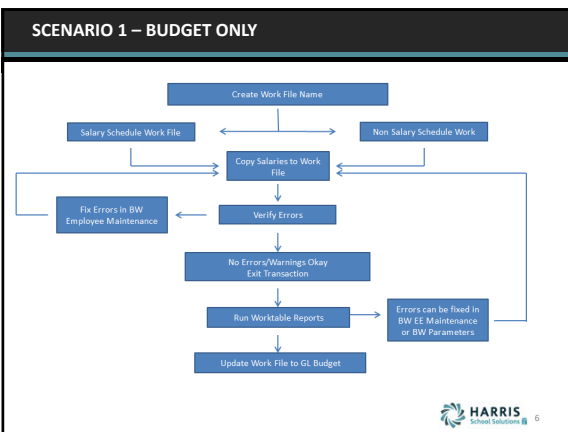 SCENARIO 1 – BUDGET ONLY
Create Work File Name
Salary Schedule Work File
Non Salary Schedule Work
Copy Salaries to Work
File
Fix Errors in BW
Employee Maintenance
Verify Errors
No Errors/Warnings Okay
Exit Transaction
Run Worktable Reports
Errors can be fixed in
BW EE Maintenance
or BW Parameters
Update Work File to GL Budget
HARRIS
School Solutions
6